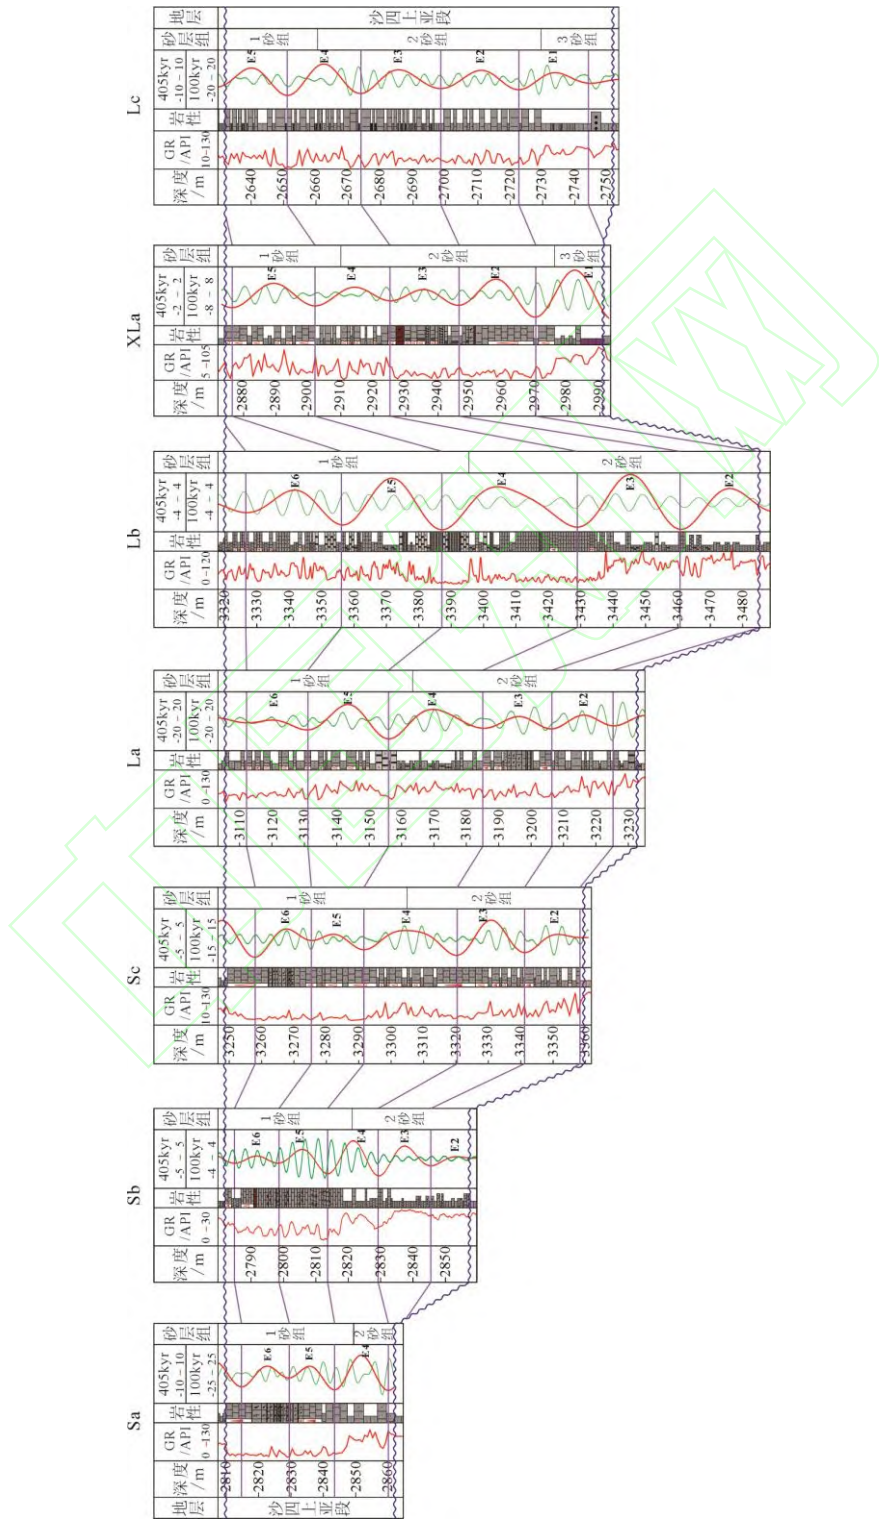 Sa
地层
深度/m
GR/API
0-130
岩性
405kyr
-10-10
100kyr
-25-25
砂层组
沙四上亚段
2810
2820
2830
2840
2850
2860
E6
E5
E4
1砂组
2砂组
Sb
深度/m
GR/API
0-30
岩性
405kyr
-5-5
100kyr
-4-4
砂层组
2790
2800
2810
2820
2830
2840
2850
E6
E5
E4
E3
E2
1砂组
2砂组
Sc
深度/m
GR/API
10-130
岩性
405kyr
-5-5
100kyr
-15-15
砂层组
3250
3260
3270
3280
3290
3300
3310
3320
3330
3340
3350
3360
E6
E5
E4
E3
E2
1砂组
2砂组
La
深度/m
GR/API
0-130
岩性
405kyr
-20-20
100kyr
-20-20
砂层组
3110
3120
3130
3140
3150
3160
3170
3180
3190
3200
3210
3220
3230
E6
E5
E4
E3
E2
1砂组
2砂组
Lb
深度/m
GR/API
0-120
岩性
405kyr
-4-4
100kyr
-4-4
砂层组
3320
3330
3340
3350
3360
3370
3380
3390
3400
3410
3420
3430
3440
3450
3460
3470
3480
E6
E5
E4
E3
E2
1砂组
2砂组
XLa
深度/m
GR/API
5-105
岩性
405kyr
-2-2
100kyr
-8-8
砂层组
2880
2890
2900
2910
2920
2930
2940
2950
2960
2970
2980
2990
E5
E4
E3
E2
E1
1砂组
2砂组
3砂组
Lc
深度/m
GR/API
10-130
岩性
405kyr
-10-10
100kyr
-20-20
砂层组
地层
2640
2650
2660
2670
2680
2690
2700
2710
2720
2730
2740
2750
E5
E4
E3
E2
E1
1砂组
2砂组
3砂组
沙四上亚段